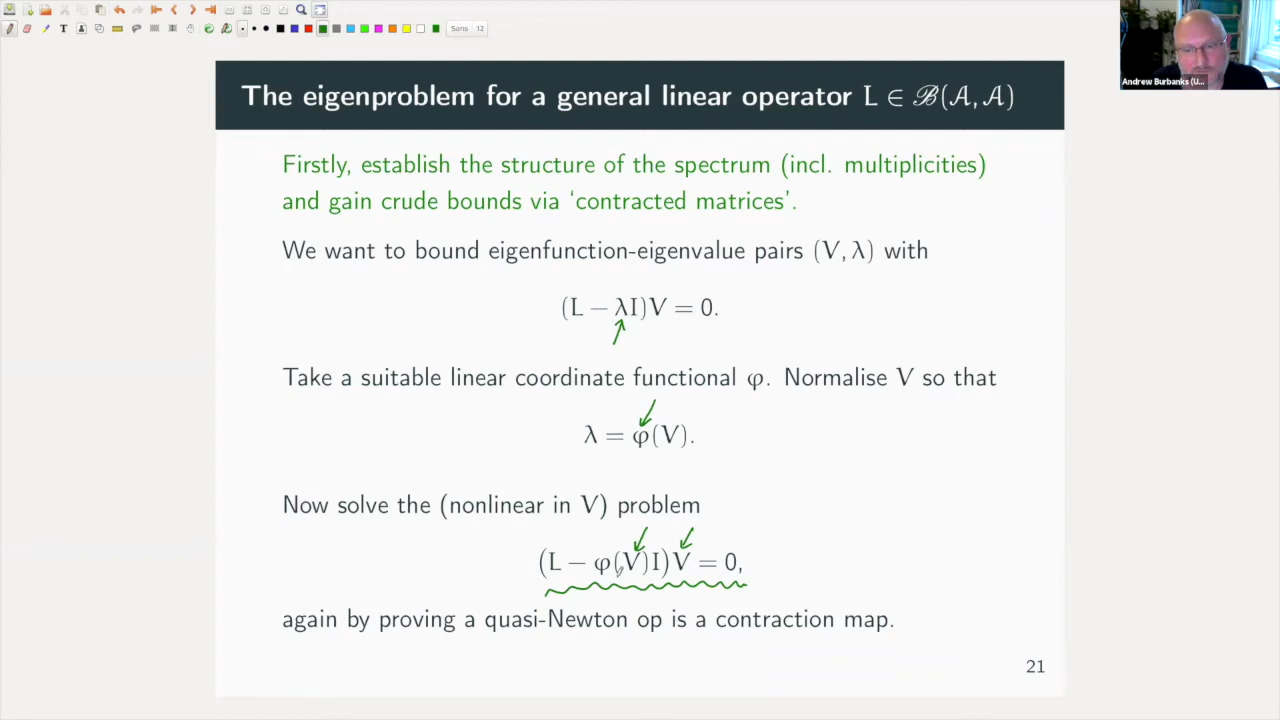 Sans 12
Andrew Burbanks (U...
The eigenproblem for a general linear operator L ∈ ℬ(𝒜, 𝒜)
Firstly, establish the structure of the spectrum (incl. multiplicities)
and gain crude bounds via ‘contracted matrices’.
We want to bound eigenfunction-eigenvalue pairs (V, λ) with
(L − λI)V = 0.
Take a suitable linear coordinate functional φ. Normalise V so that
λ = φ(V).
Now solve the (nonlinear in V) problem
(L − φ(V)I)V = 0,
again by proving a quasi-Newton op is a contraction map.
21